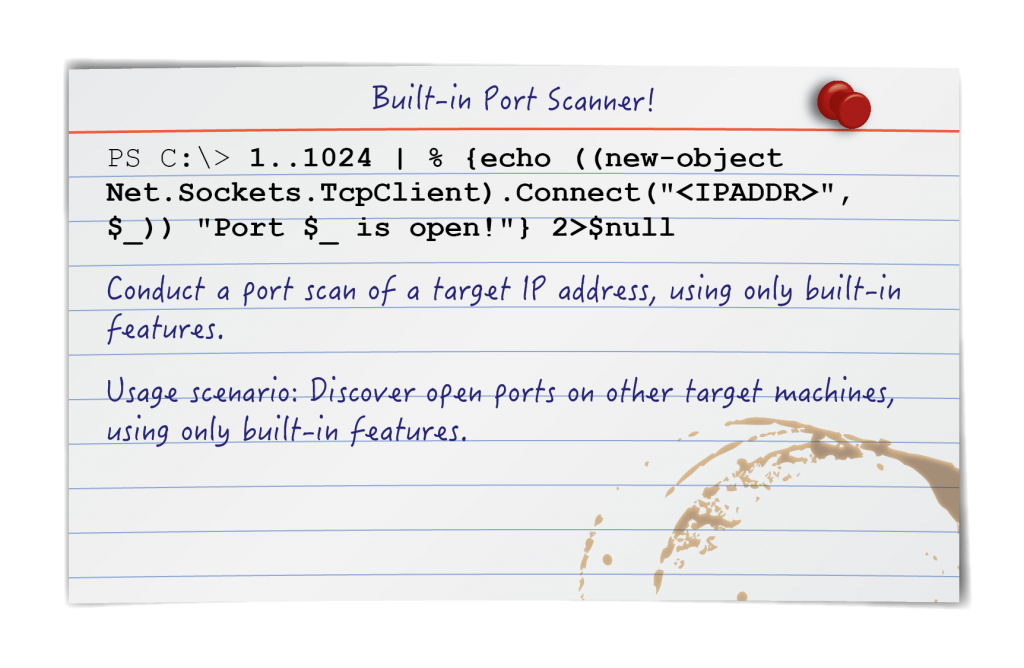 Built-in Port Scanner!
PS C:\> 1..1024 | % {echo ((new-object
Net.Sockets.TcpClient).Connect("<IPADDR>",
$_)) "Port $_ is open!"} 2>$null
Conduct a port scan of a target IP address, using only built-in
features.
Usage scenario: Discover open ports on other target machines,
using only built-in features.